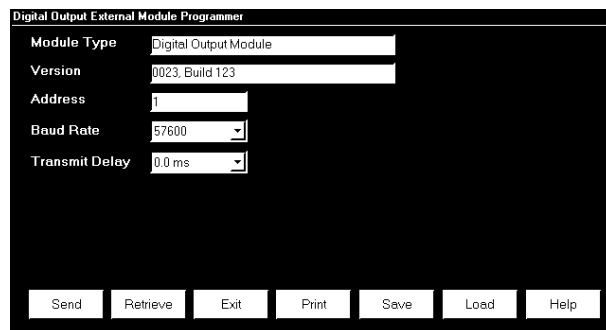 Digital Output External Module Programmer
Module Type Digital Output Module
Version 0023, Build 123
Address 1
Baud Rate 57600
Transmit Delay 0.0 ms
Send Retrieve Exit Print Save Load Help